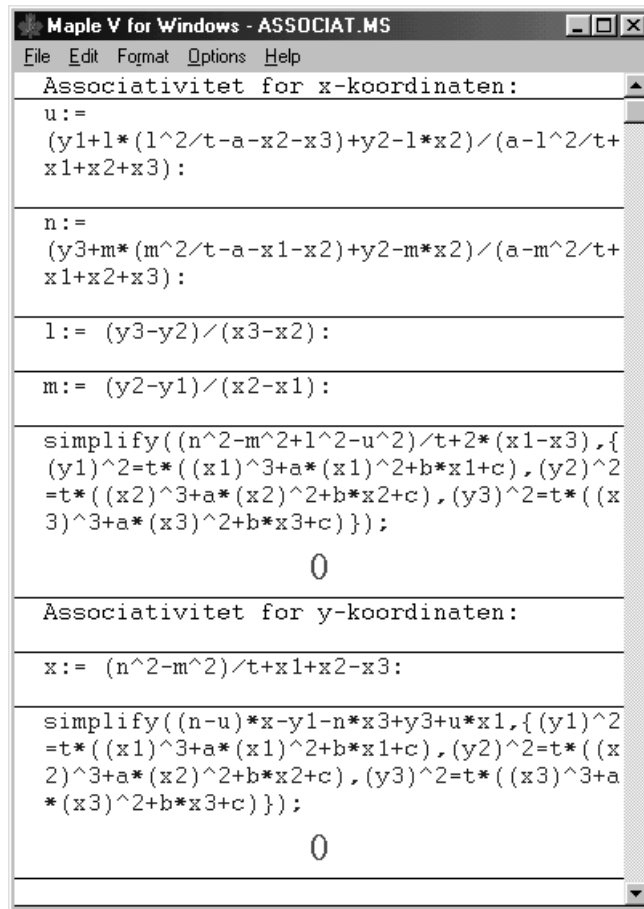 Maple V for Windows - ASSOCIAT.MS
File Edit Format Options Help
Associativitet for x-koordinaten:
u:=
(y1+l*(l^2/t-a-x2-x3)+y2-l*x2)/(a-l^2/t+
x1+x2+x3):
n:=
(y3+m*(m^2/t-a-x1-x2)+y2-m*x2)/(a-m^2/t+
x1+x2+x3):
l:= (y3-y2)/(x3-x2):
m:= (y2-y1)/(x2-x1):
simplify((n^2-m^2+l^2-u^2)/t+2*(x1-x3),{
(y1)^2=t*((x1)^3+a*(x1)^2+b*x1+c),(y2)^2
=t*((x2)^3+a*(x2)^2+b*x2+c),(y3)^2=t*((x
3)^3+a*(x3)^2+b*x3+c)});
0
Associativitet for y-koordinaten:
x:= (n^2-m^2)/t+x1+x2-x3:
simplify((n-u)*x-y1-n*x3+y3+u*x1,{(y1)^2
=t*((x1)^3+a*(x1)^2+b*x1+c),(y2)^2=t*((x
2)^3+a*(x2)^2+b*x2+c),(y3)^2=t*((x3)^3+a
*(x3)^2+b*x3+c)});
0